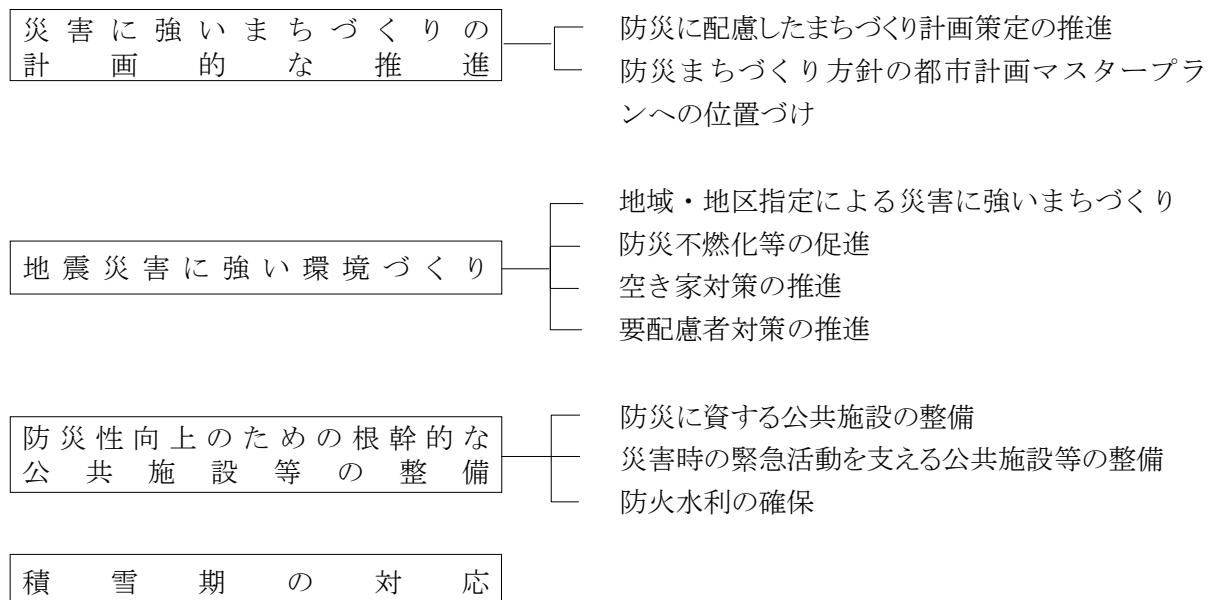 災害に強いまちづくりの
計画的な推進
防災に配慮したまちづくり計画策定の推進
防災まちづくり方針の都市計画マスタープラ
ンへの位置づけ
地震災害に強い環境づくり
地域・地区指定による災害に強いまちづくり
防災不燃化等の促進
空き家対策の推進
要配慮者対策の推進
防災性向上のための根幹的な
公共施設等の整備
防災に資する公共施設の整備
災害時の緊急活動を支える公共施設等の整備
防火水利の確保
積雪期の対応